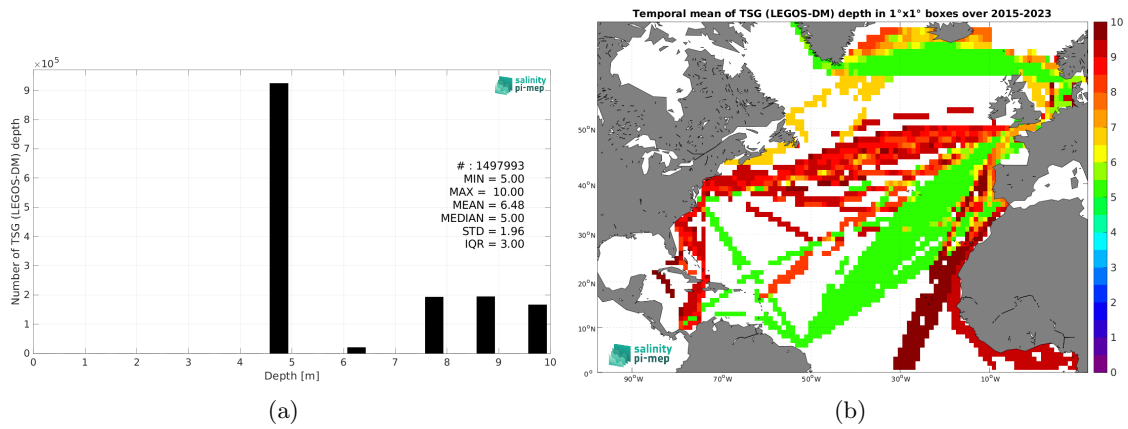 ×10⁵
salinity
pi-mep
9
8
7
6
5
4
3
2
1
0
Number of TSG (LEGOS-DM) depth
# : 1497993
MIN = 5.00
MAX = 10.00
MEAN = 6.48
MEDIAN = 5.00
STD = 1.96
IQR = 3.00
0 1 2 3 4 5 6 7 8 9 10
Depth [m]
(a)
Temporal mean of TSG (LEGOS-DM) depth in 1°x1° boxes over 2015-2023
50°N
40°N
30°N
20°N
10°N
0°
90°W 70°W 50°W 30°W 10°W
salinity
pi-mep
10
9
8
7
6
5
4
3
2
1
0
(b)